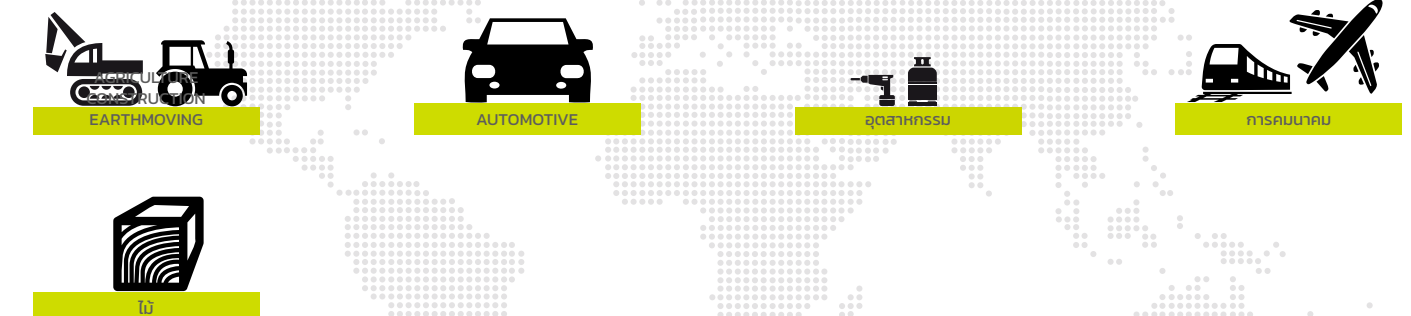 AGRICULTURE
CONSTRUCTION
EARTHMOVING
AUTOMOTIVE
อุตสาหกรรม
การคมนาคม
ไม้